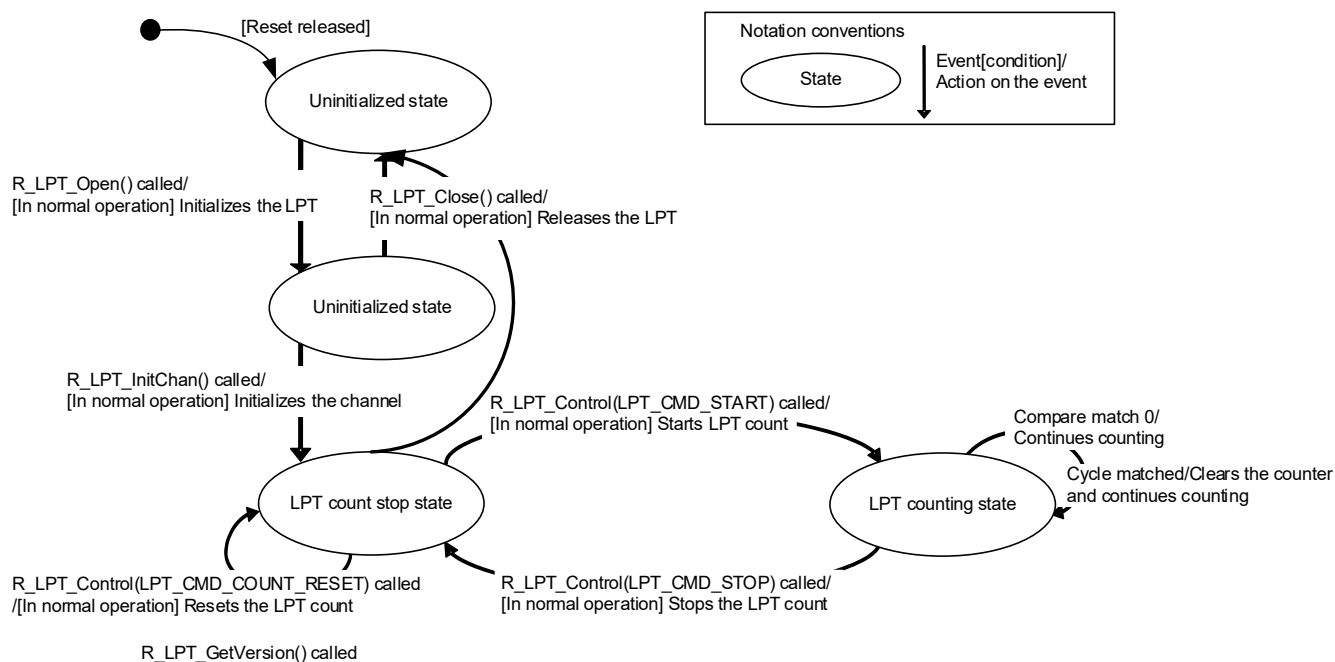 [Reset released]
Notation conventions
State
Event[condition]/
Action on the event
Uninitialized state
R_LPT_Open() called/
[In normal operation] Initializes the LPT
R_LPT_Close() called/
[In normal operation] Releases the LPT
Uninitialized state
R_LPT_InitChan() called/
[In normal operation] Initializes the channel
R_LPT_Control(LPT_CMD_START) called/
[In normal operation] Starts LPT count
Compare match 0/
Continues counting
Cycle matched/Clears the counter
and continues counting
LPT count stop state
LPT counting state
R_LPT_Control(LPT_CMD_COUNT_RESET) called
/[In normal operation] Resets the LPT count
R_LPT_Control(LPT_CMD_STOP) called/
[In normal operation] Stops the LPT count
R_LPT_GetVersion() called